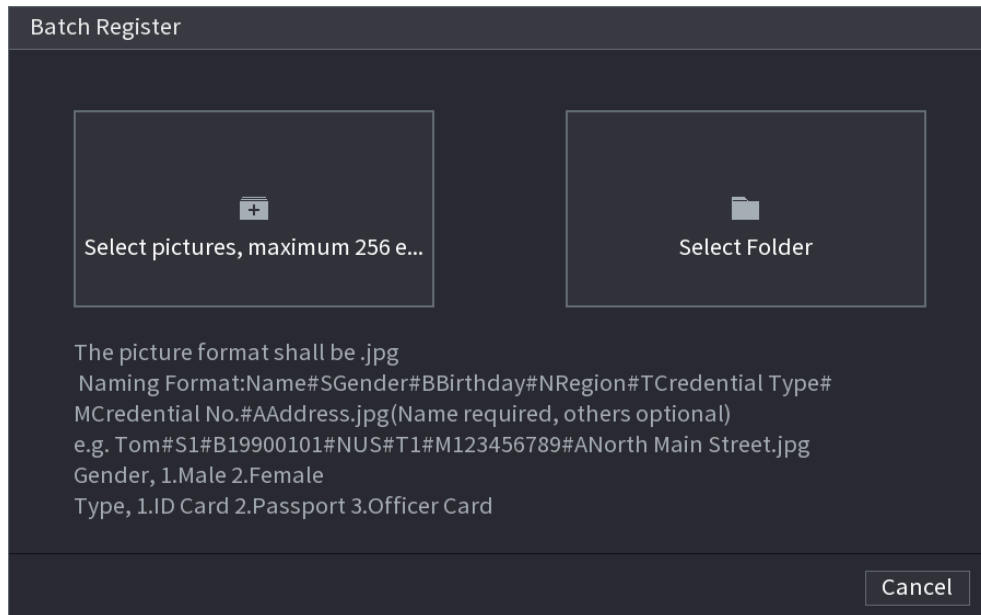 Batch Register
Select pictures, maximum 256 e...
Select Folder
The picture format shall be .jpg
Naming Format:Name#SGender#BBirthday#NRegion#TCredential Type#
MCredential No.#AAddress.jpg(Name required, others optional)
e.g. Tom#S1#B19900101#NUS#T1#M123456789#ANorth Main Street.jpg
Gender, 1.Male 2.Female
Type, 1.ID Card 2.Passport 3.Officer Card
Cancel